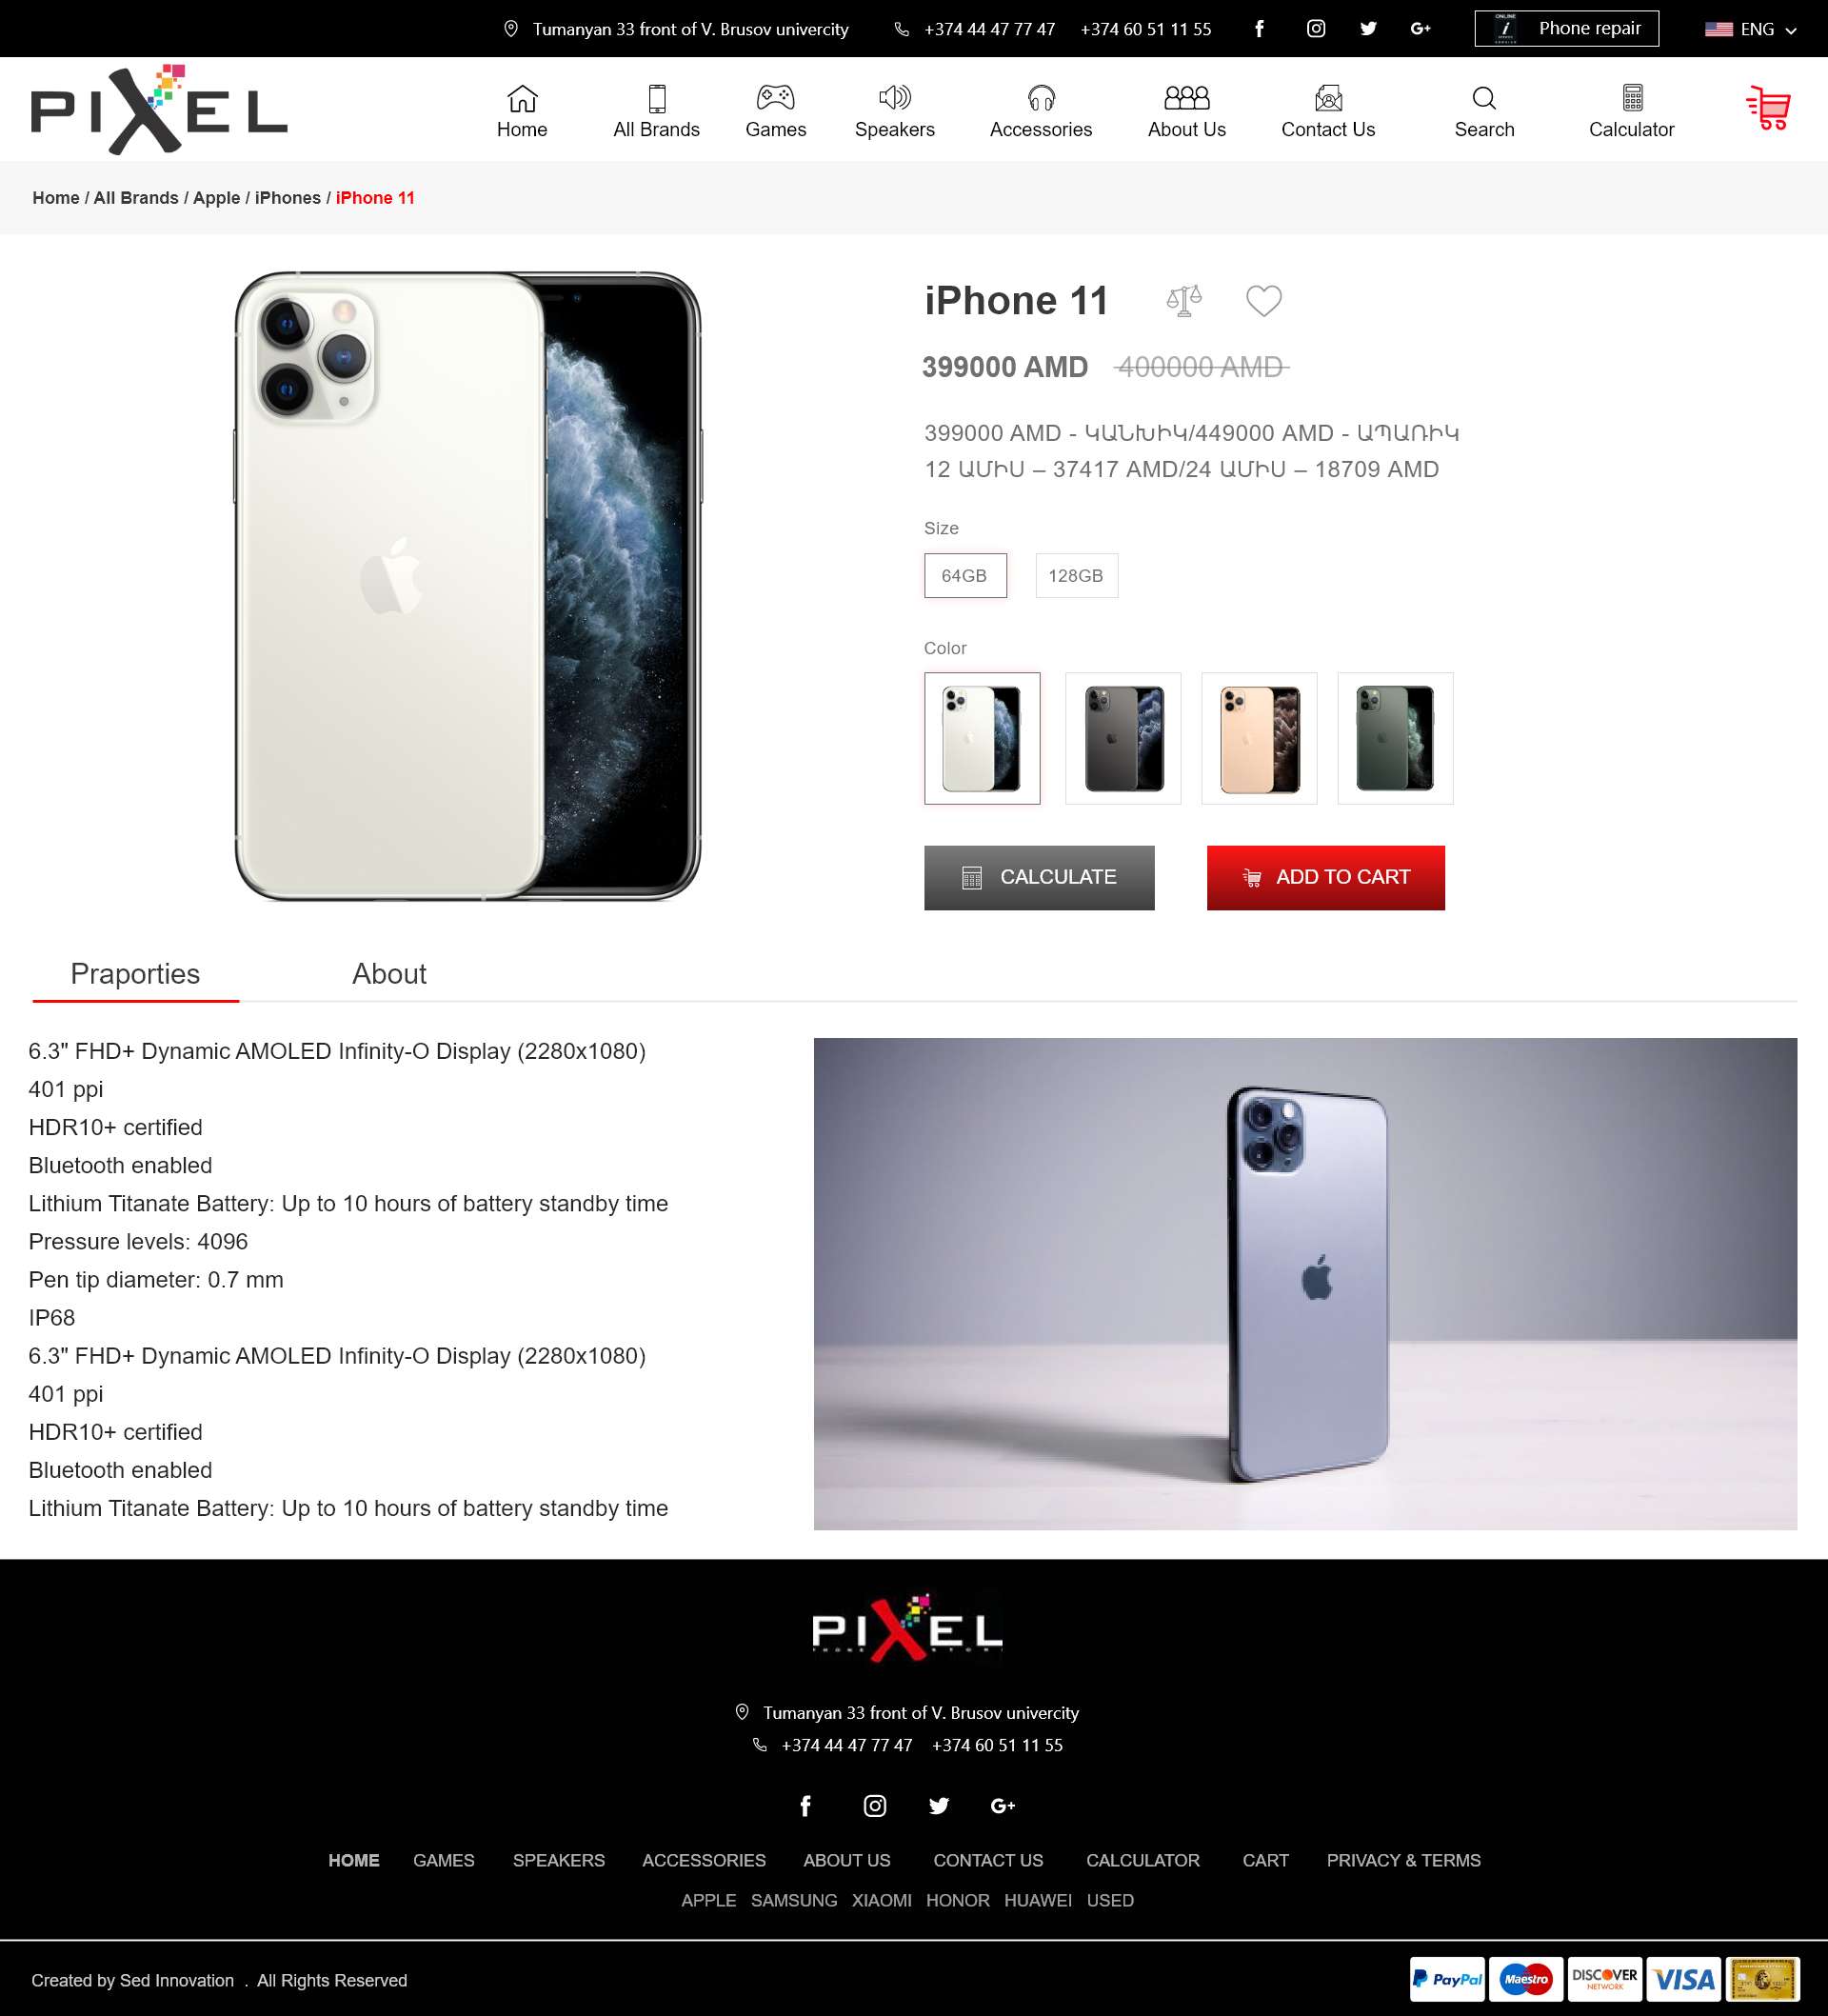 Tumanyan 33 front of V. Brusov univercity +374 44 47 77 47 +374 60 51 11 55 ONLINE Phone repair ENG
PIXEL
Home All Brands Games Speakers Accessories About Us Contact Us Search Calculator
Home / All Brands / Apple / iPhones / iPhone 11
iPhone 11
399000 AMD 400000 AMD
399000 AMD - ԿԱՆԽԻԿ/449000 AMD - ԱՊԱՌԻԿ
12 ԱՄԻՍ – 37417 AMD/24 ԱՄԻՍ – 18709 AMD
Size
64GB 128GB
Color
CALCULATE ADD TO CART
Praporties About
6.3" FHD+ Dynamic AMOLED Infinity-O Display (2280x1080)
401 ppi
HDR10+ certified
Bluetooth enabled
Lithium Titanate Battery: Up to 10 hours of battery standby time
Pressure levels: 4096
Pen tip diameter: 0.7 mm
IP68
6.3" FHD+ Dynamic AMOLED Infinity-O Display (2280x1080)
401 ppi
HDR10+ certified
Bluetooth enabled
Lithium Titanate Battery: Up to 10 hours of battery standby time
PIXEL
Tumanyan 33 front of V. Brusov univercity
+374 44 47 77 47 +374 60 51 11 55
HOME GAMES SPEAKERS ACCESSORIES ABOUT US CONTACT US CALCULATOR CART PRIVACY & TERMS
APPLE SAMSUNG XIAOMI HONOR HUAWEI USED
Created by Sed Innovation . All Rights Reserved
PayPal Maestro DISCOVER NETWORK VISA